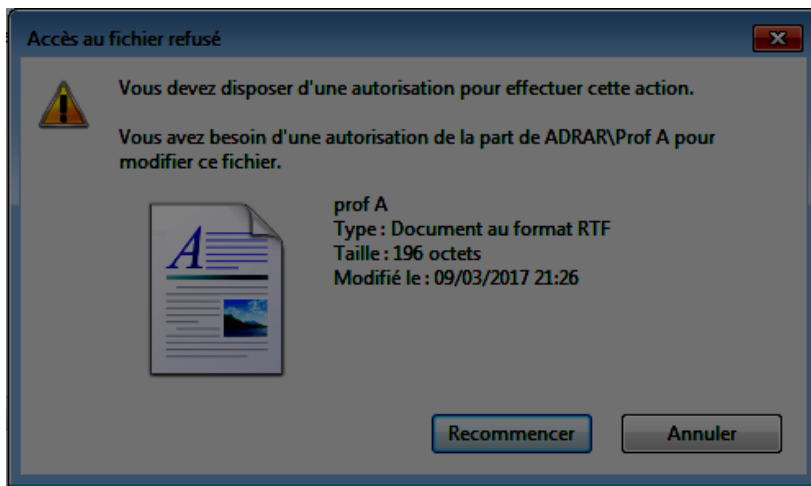 Accès au fichier refusé
Vous devez disposer d'une autorisation pour effectuer cette action.
Vous avez besoin d'une autorisation de la part de ADRAR\Prof A pour
modifier ce fichier.
prof A
Type : Document au format RTF
Taille : 196 octets
Modifié le : 09/03/2017 21:26
Recommencer
Annuler